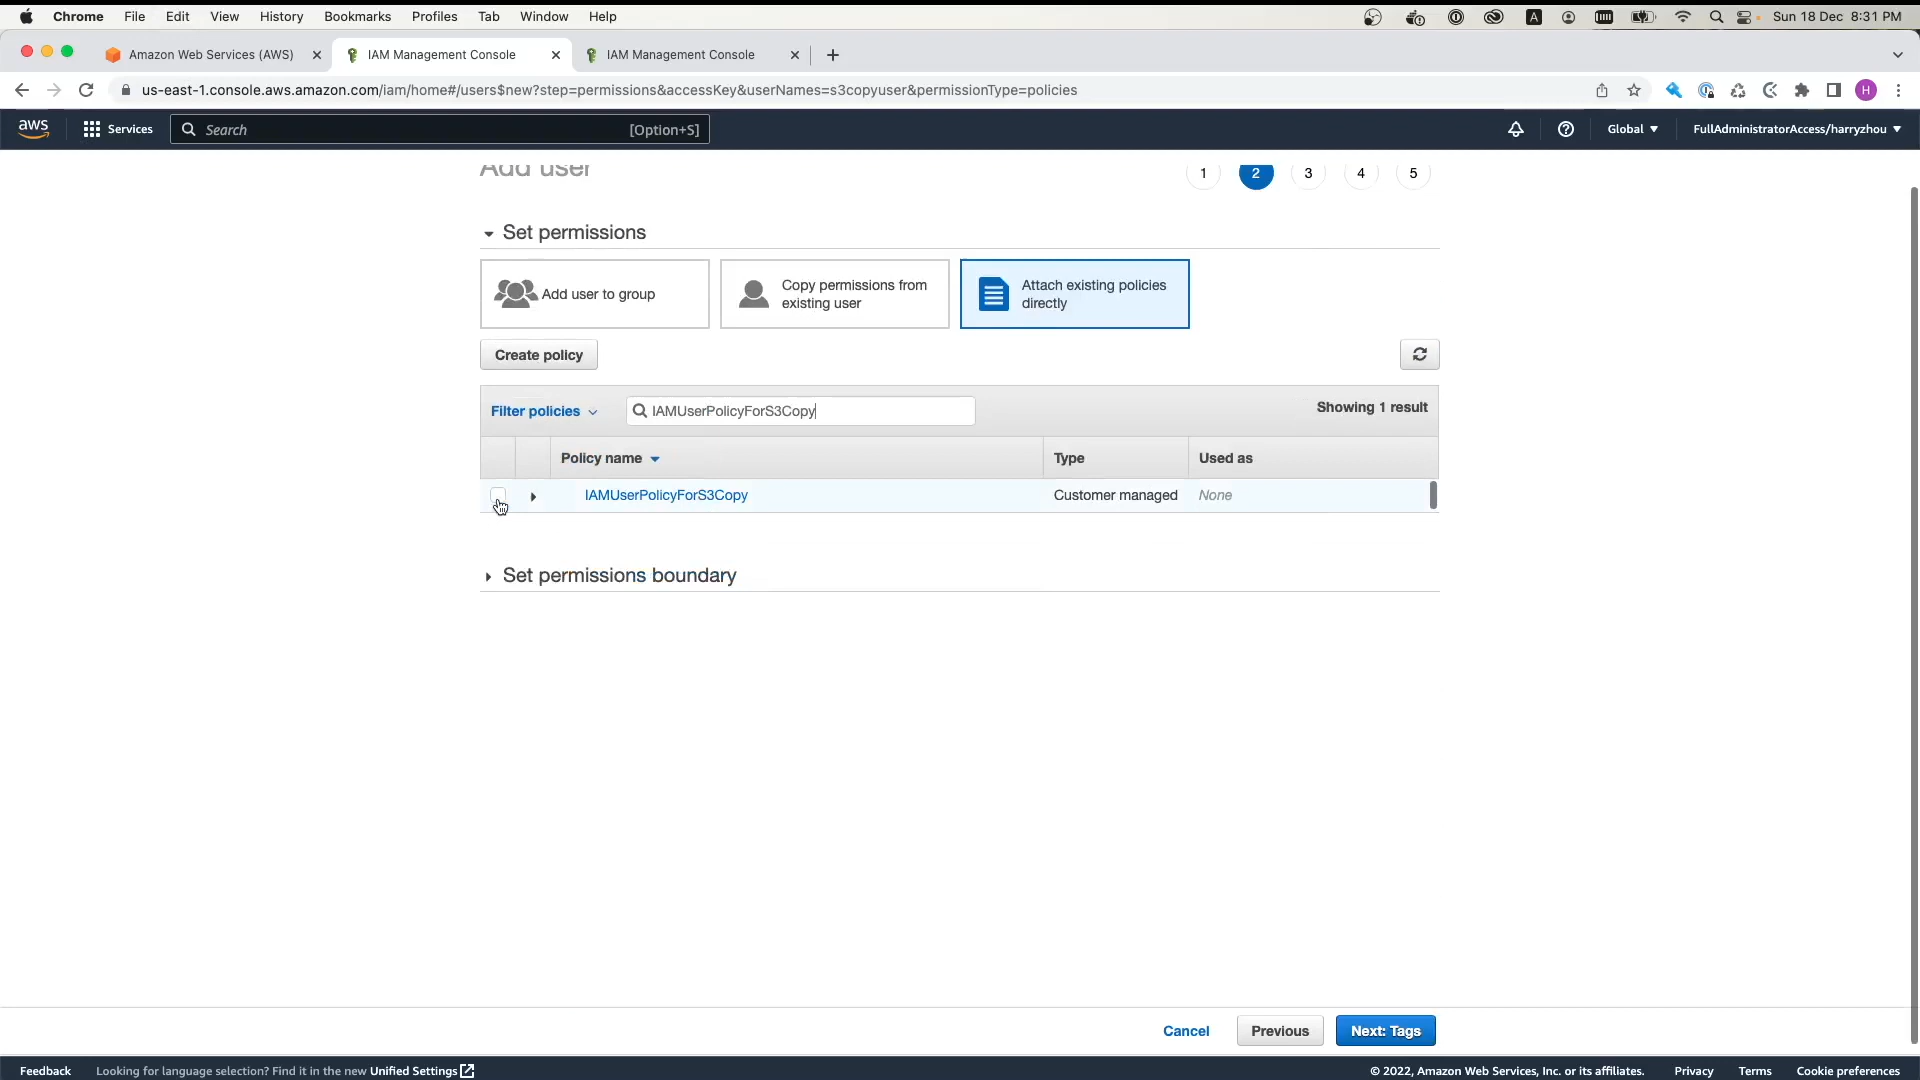 Chrome File Edit View History Bookmarks Profiles Tab Window Help A Sun 18 Dec 8:31 PM
Amazon Web Services (AWS) IAM Management Console IAM Management Console
us-east-1.console.aws.amazon.com/iam/home#/users$new?step=permissions&accessKey&userNames=s3copyuser&permissionType=policies H
aws Services Search [Option+S] Global FullAdministratorAccess/harryzhou
Add user 1 2 3 4 5
Set permissions
Add user to group
Copy permissions from
existing user
Attach existing policies
directly
Create policy
Filter policies IAMUserPolicyForS3Copy Showing 1 result
Policy name Type Used as
IAMUserPolicyForS3Copy Customer managed None
Set permissions boundary
Cancel Previous Next: Tags
Feedback Looking for language selection? Find it in the new Unified Settings © 2022, Amazon Web Services, Inc. or its affiliates. Privacy Terms Cookie preferences